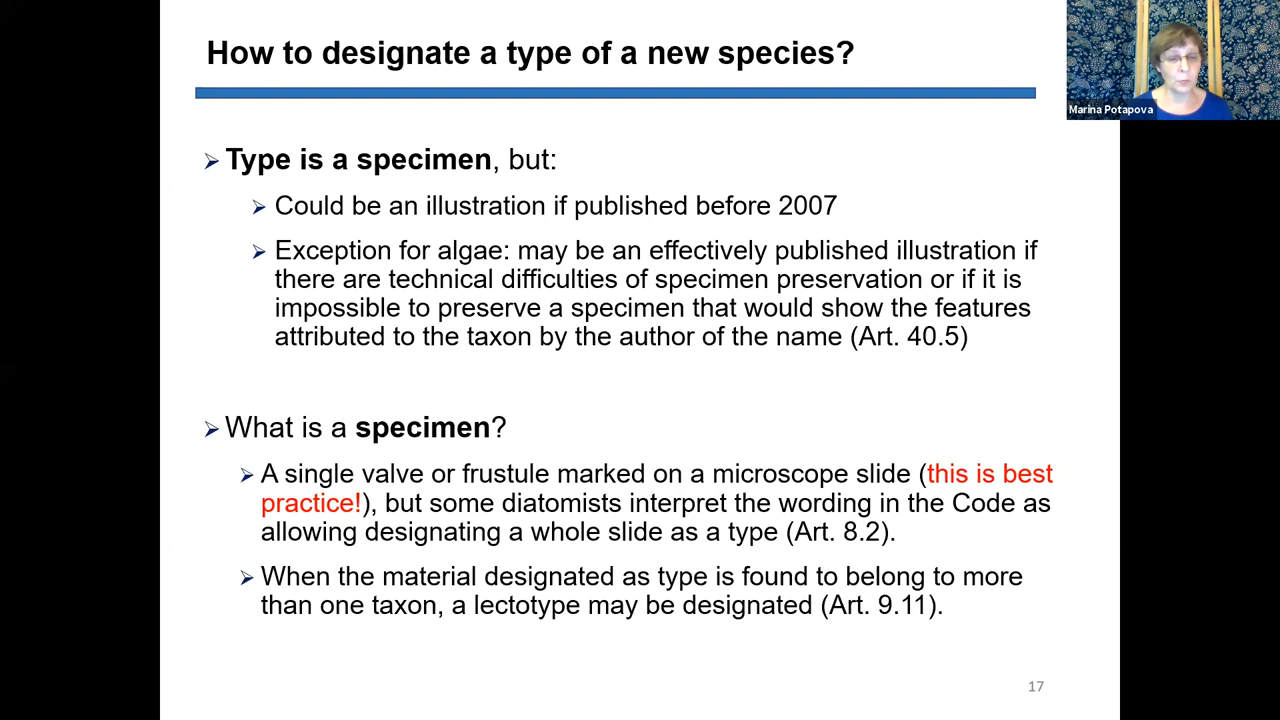 How to designate a type of a new species?
Marina Potapova
Type is a specimen, but:
Could be an illustration if published before 2007
Exception for algae: may be an effectively published illustration if
there are technical difficulties of specimen preservation or if it is
impossible to preserve a specimen that would show the features
attributed to the taxon by the author of the name (Art. 40.5)
What is a specimen?
A single valve or frustule marked on a microscope slide (this is best
practice!), but some diatomists interpret the wording in the Code as
allowing designating a whole slide as a type (Art. 8.2).
When the material designated as type is found to belong to more
than one taxon, a lectotype may be designated (Art. 9.11).
17